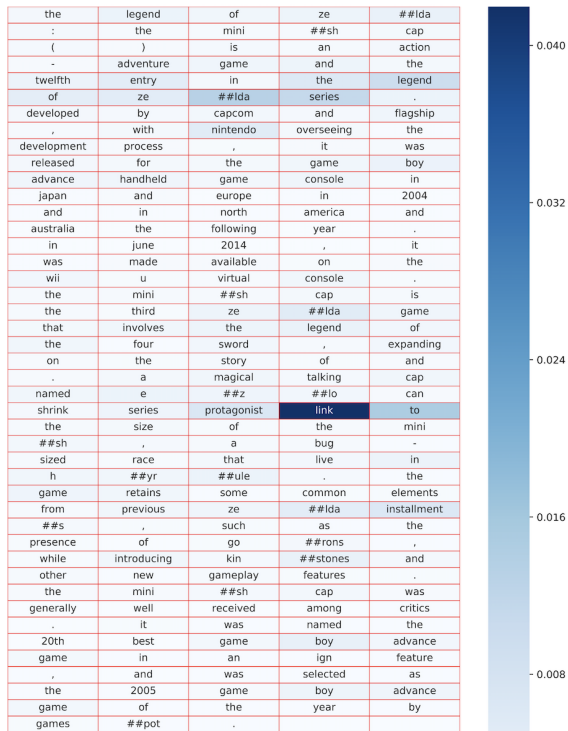 the legend of ze ##lda
: the mini ##sh cap
( ) is an action
- adventure game and the
twelfth entry in the legend
of ze ##lda series .
developed by capcom and flagship
, with nintendo overseeing the
development process , it was
released for the game boy
advance handheld game console in
japan and europe in 2004
and in north america and
australia the following year .
in june 2014 , it
was made available on the
wii u virtual console .
the mini ##sh cap is
the third ze ##lda game
that involves the legend of
the four sword , expanding
on the story of and
. a magical talking cap
named e ##z ##lo can
shrink series protagonist link to
the size of the mini
##sh , a bug -
sized race that live in
h ##yr ##ule . the
game retains some common elements
from previous ze ##lda installment
##s , such as the
presence of go ##rons ,
while introducing kin ##stones and
other new gameplay features .
the mini ##sh cap was
generally well received among critics
. it was named the
20th best game boy advance
game in an ign feature
, and was selected as
the 2005 game boy advance
game of the year by
games ##pot .
0.040
0.032
0.024
0.016
0.008